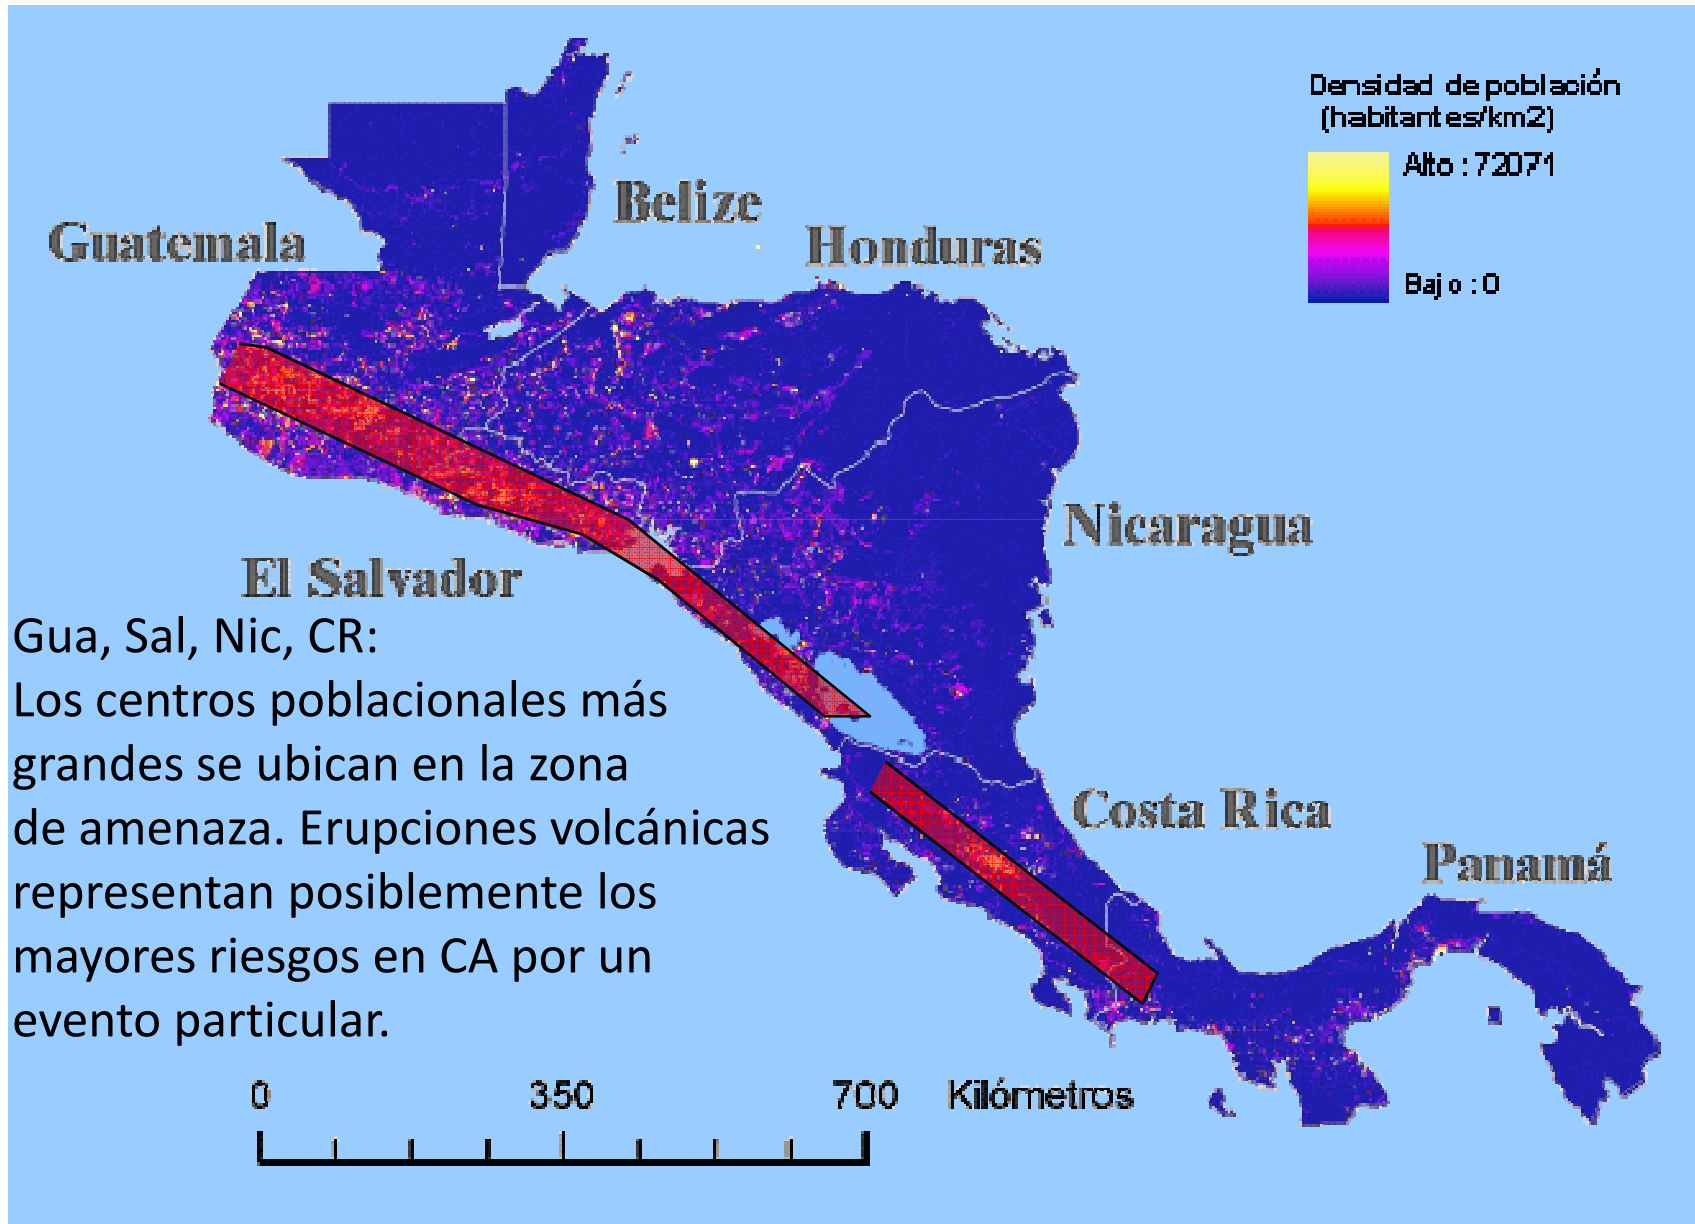 Densidad de población
(habitantes/km2)
Alto : 72071
Bajo : 0
Belize
Guatemala
Honduras
Nicaragua
El Salvador
Gua, Sal, Nic, CR:
Los centros poblacionales más
grandes se ubican en la zona
de amenaza. Erupciones volcánicas
representan posiblemente los
mayores riesgos en CA por un
evento particular.
Costa Rica
Panamá
0 350 700 Kilómetros